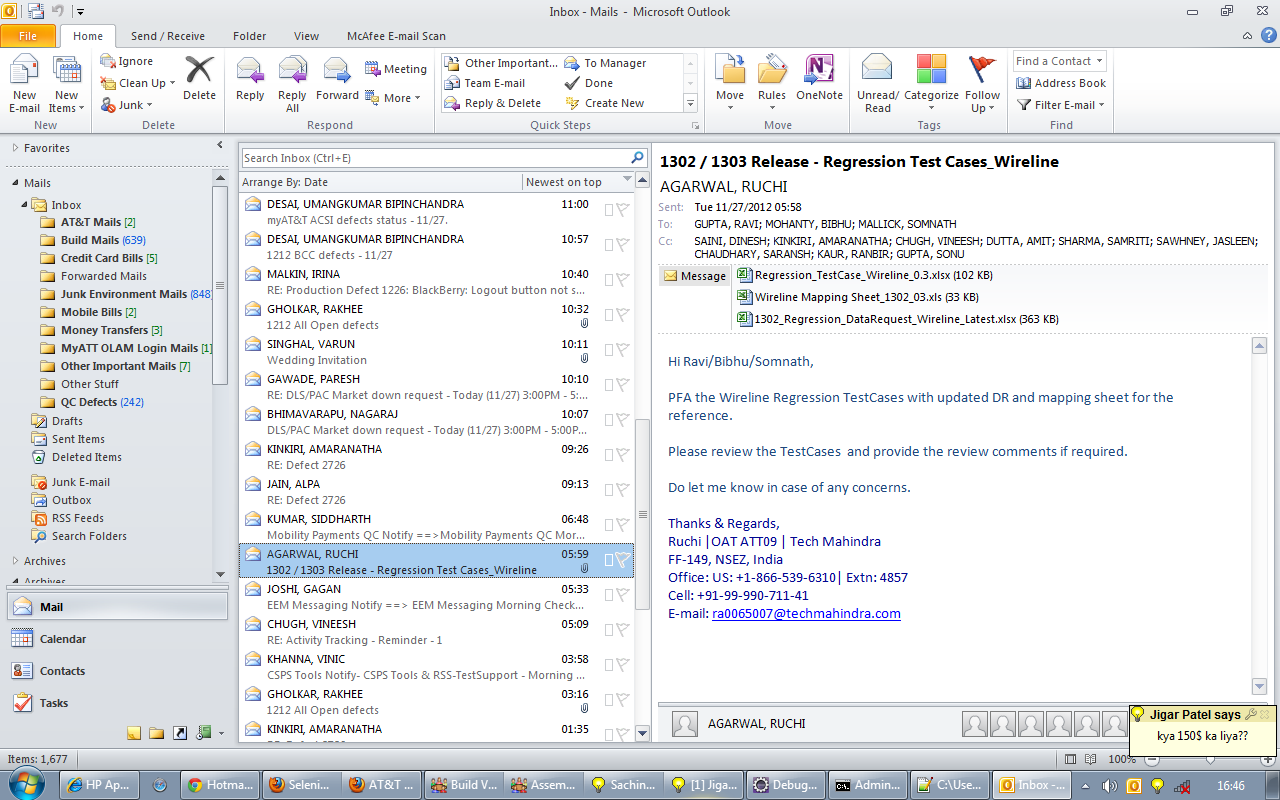 Inbox - Mails - Microsoft Outlook
File Home Send / Receive Folder View McAfee E-mail Scan
New E-mail
New Items
Ignore
Clean Up
Junk
Delete
Reply
Reply All
Forward
Meeting
More
Other Important...
Team E-mail
Reply & Delete
To Manager
Done
Create New
Move
Rules
OneNote
Unread/ Read
Categorize
Follow Up
Find a Contact
Address Book
Filter E-mail
New Delete Respond Quick Steps Move Tags Find
Favorites
Mails
Inbox
AT&T Mails [2]
Build Mails (639)
Credit Card Bills [5]
Forwarded Mails
Junk Environment Mails (848)
Mobile Bills [2]
Money Transfers [3]
MyATT OLAM Login Mails [1]
Other Important Mails [7]
Other Stuff
QC Defects (242)
Drafts
Sent Items
Deleted Items
Junk E-mail
Outbox
RSS Feeds
Search Folders
Archives
Archives
Mail
Calendar
Contacts
Tasks
Search Inbox (Ctrl+E)
Arrange By: Date Newest on top
DESAI, UMANGKUMAR BIPINCHANDRA 11:00
myAT&T ACSI defects status - 11/27.
DESAI, UMANGKUMAR BIPINCHANDRA 10:57
1212 BCC defects - 11/27
MALKIN, IRINA 10:40
RE: Production Defect 1226: BlackBerry: Logout button not s...
GHOLKAR, RAKHEE 10:32
1212 All Open defects
SINGHAL, VARUN 10:11
Wedding Invitation
GAWADE, PARESH 10:10
RE: DLS/PAC Market down request - Today (11/27) 3:00PM - 5:...
BHIMAVARAPU, NAGARAJ 10:07
DLS/PAC Market down request - Today (11/27) 3:00PM - 5:00P...
KINKIRI, AMARANATHA 09:26
RE: Defect 2726
JAIN, ALPA 09:13
RE: Defect 2726
KUMAR, SIDDHARTH 06:48
Mobility Payments QC Notify ==>Mobility Payments QC Mor...
AGARWAL, RUCHI 05:59
1302 / 1303 Release - Regression Test Cases_Wireline
JOSHI, GAGAN 05:33
EEM Messaging Notify ==> EEM Messaging Morning Check...
CHUGH, VINEESH 05:09
RE: Activity Tracking - Reminder - 1
KHANNA, VINIC 03:58
CSPS Tools Notify- CSPS Tools & RSS-TestSupport - Morning ...
GHOLKAR, RAKHEE 03:16
1212 All Open defects
KINKIRI, AMARANATHA 01:35
1302 / 1303 Release - Regression Test Cases_Wireline
AGARWAL, RUCHI
Sent: Tue 11/27/2012 05:58
To: GUPTA, RAVI; MOHANTY, BIBHU; MALLICK, SOMNATH
Cc: SAINI, DINESH; KINKIRI, AMARANATHA; CHUGH, VINEESH; DUTTA, AMIT; SHARMA, SAMRITI; SAWHNEY, JASLEEN;
CHAUDHARY, SARANSH; KAUR, RANBIR; GUPTA, SONU
Message
Regression_TestCase_Wireline_0.3.xlsx (102 KB)
Wireline Mapping Sheet_1302_03.xls (33 KB)
1302_Regression_DataRequest_Wireline_Latest.xlsx (363 KB)
Hi Ravi/Bibhu/Somnath,
PFA the Wireline Regression TestCases with updated DR and mapping sheet for the
reference.
Please review the TestCases and provide the review comments if required.
Do let me know in case of any concerns.
Thanks & Regards,
Ruchi |OAT ATT09 | Tech Mahindra
FF-149, NSEZ, India
Office: US: +1-866-539-6310| Extn: 4857
Cell: +91-99-990-711-41
E-mail: ra0065007@techmahindra.com
AGARWAL, RUCHI
Jigar Patel says
kya 150$ ka liya??
Items: 1,677 100%
HP Ap... Hotma... Seleni... AT&T ... Build V... Assem... Sachin... [1] Jiga... Debug... Admin... C:\Use... Inbox -... 16:46